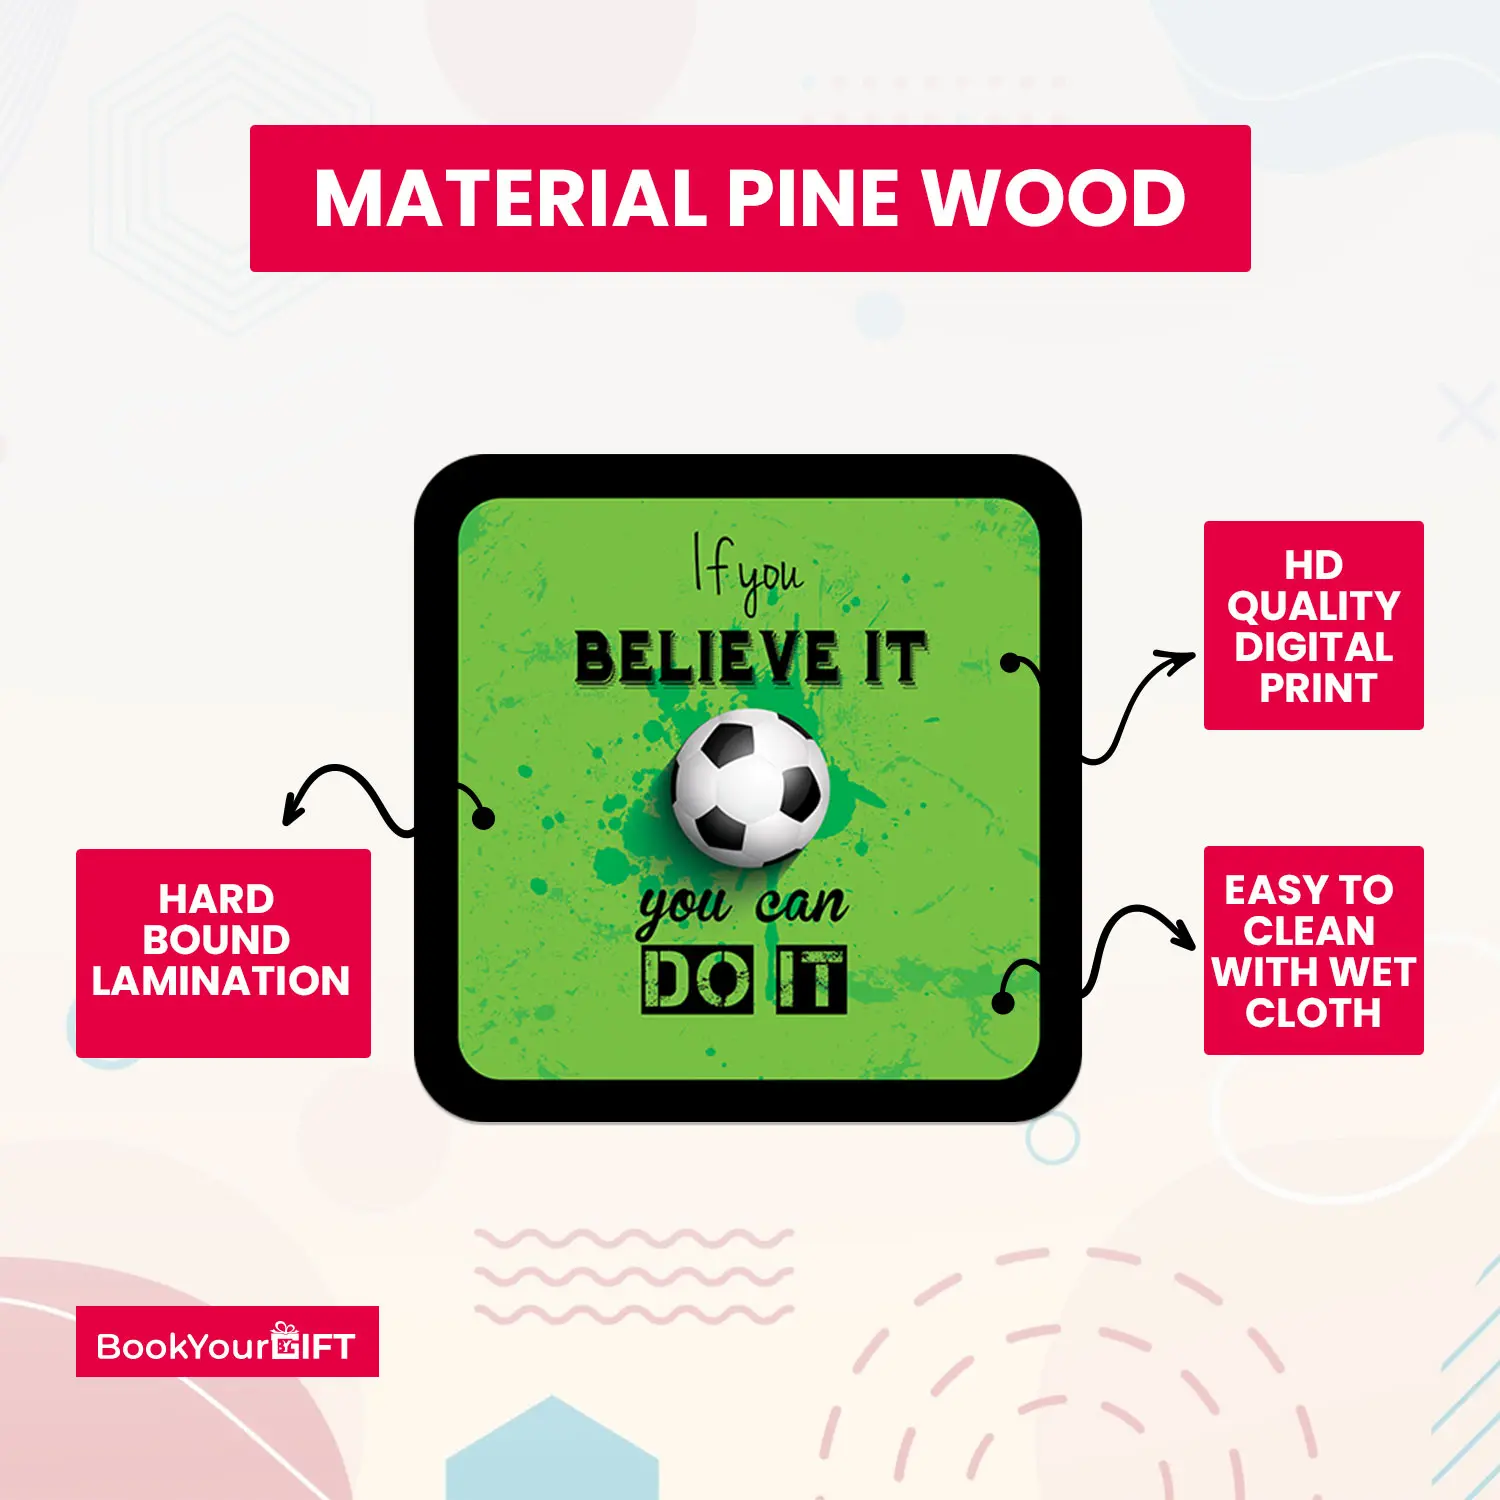 MATERIAL PINE WOOD
If you
BELIEVE IT
you can
DO IT
HD
QUALITY
DIGITAL
PRINT
HARD
BOUND
LAMINATION
EASY TO
CLEAN
WITH WET
CLOTH
BookYourGIFT